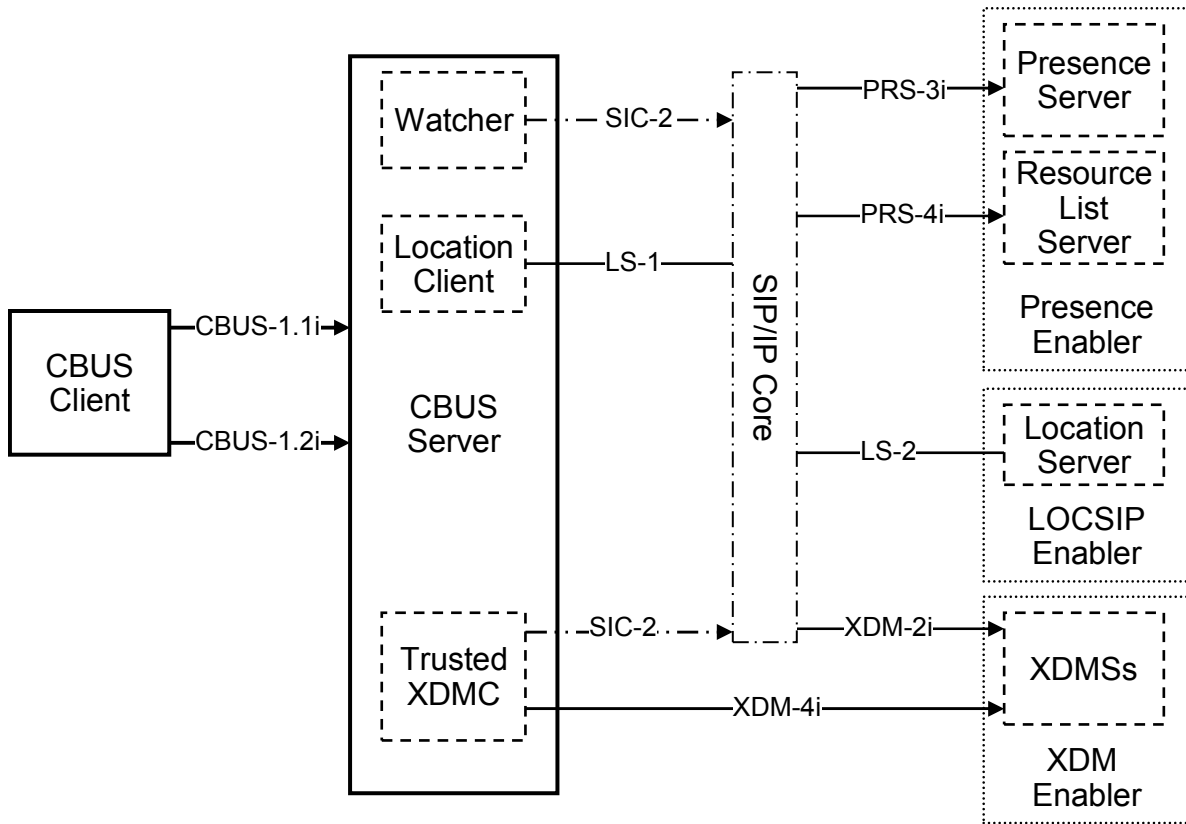 CBUS
Client
CBUS-1.1i
CBUS-1.2i
Watcher
Location
Client
CBUS
Server
Trusted
XDMC
SIC-2
LS-1
SIC-2
XDM-4i
SIP/IP Core
PRS-3i
PRS-4i
LS-2
XDM-2i
Presence
Server
Resource
List
Server
Presence
Enabler
Location
Server
LOCSIP
Enabler
XDMSs
XDM
Enabler